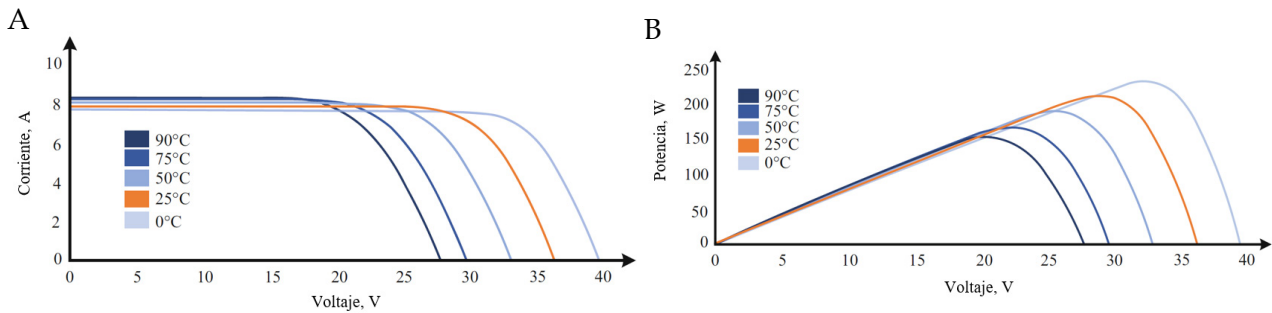 A
Corriente, A
10
8
6
4
2
0
90°C
75°C
50°C
25°C
0°C
0 5 10 15 20 25 30 35 40
Voltaje, V
B
Potencia, W
250
200
150
100
50
0
90°C
75°C
50°C
25°C
0°C
0 5 10 15 20 25 30 35 40
Voltaje, V